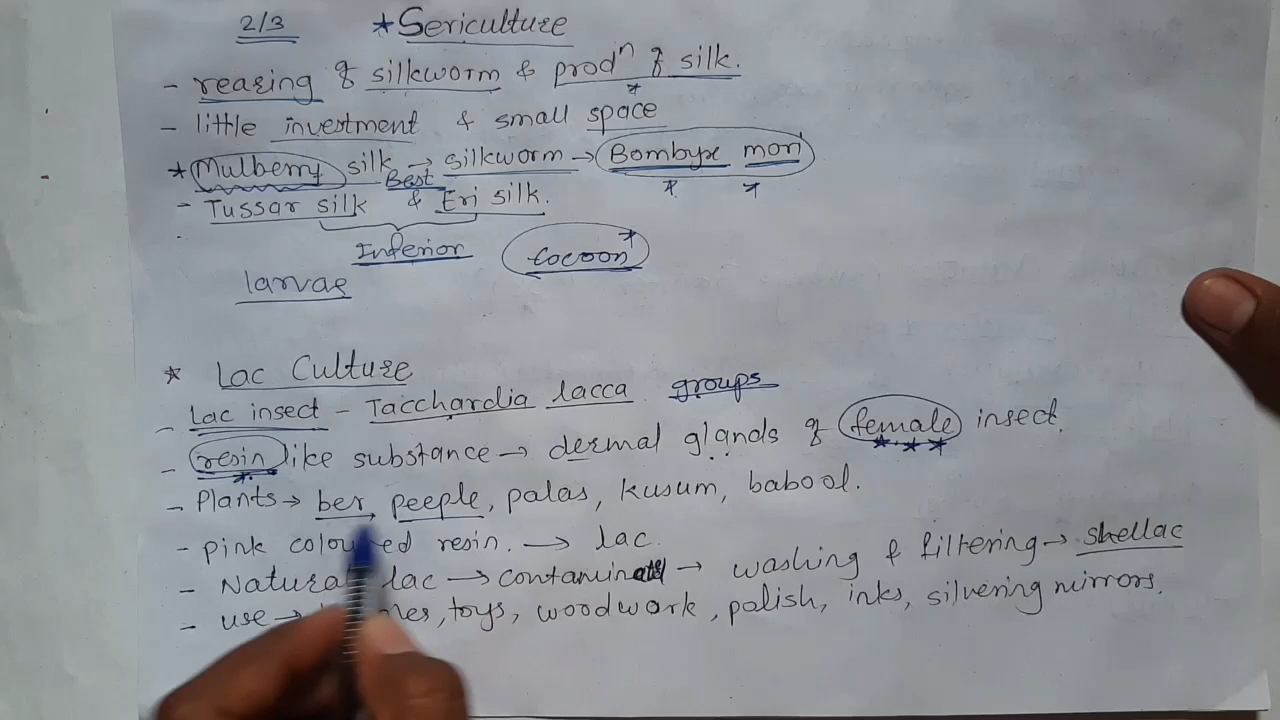 2/3 *Sericulture
- rearing of silkworm & prodn of silk.
- little investment & small space
* Mulberry silk → silkworm → Bombyx mori
Best
- Tussar silk & Eri silk.
Inferior cocoon
larvae
* Lac Culture
- Lac insect - Tacchardia lacca groups
- resin like substance → dermal glands of female insect.
- Plants → ber, peeple, palas, kusum, babool.
- pink coloured resin. → lac.
- Natural lac → → washing & filtering → shellac
- use → toys, woodwork, polish, inks, silvering mirrors.